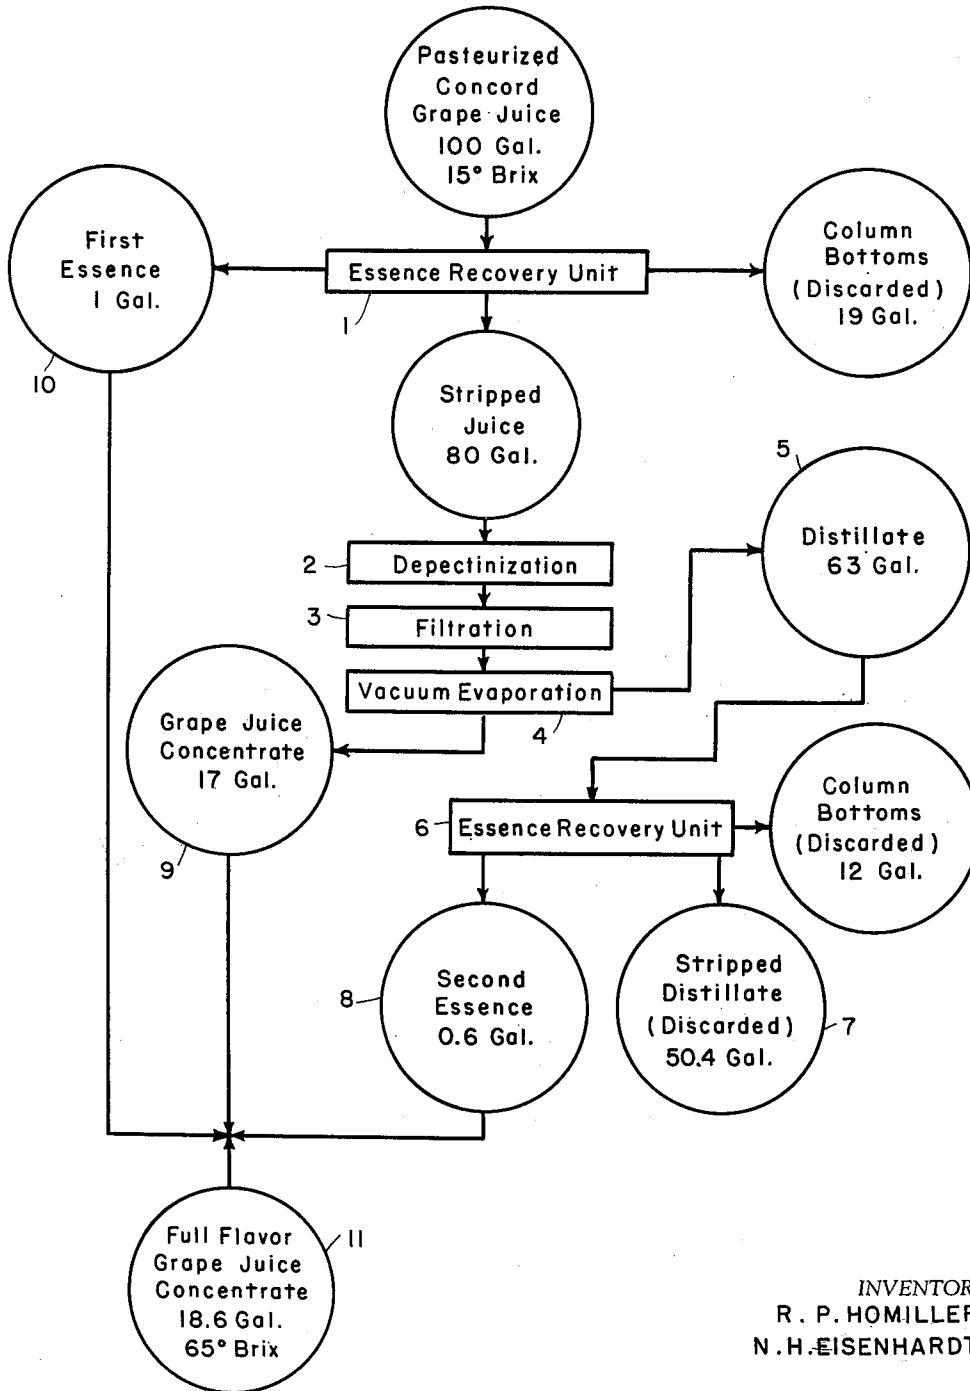 Pasteurized
Concord
Grape Juice
100 Gal.
15° Brix
First
Essence
1 Gal.
10
Essence Recovery Unit
1
Column
Bottoms
(Discarded)
19 Gal.
Stripped
Juice
80 Gal.
2
Depectinization
3
Filtration
Vacuum Evaporation
4
5
Distillate
63 Gal.
Grape Juice
Concentrate
17 Gal.
9
6
Essence Recovery Unit
Column
Bottoms
(Discarded)
12 Gal.
8
Second
Essence
0.6 Gal.
Stripped
Distillate
(Discarded)
50.4 Gal.
7
Full Flavor
Grape Juice
Concentrate
18.6 Gal.
65° Brix
11
INVENTOR
R. P. HOMILLER
N.H.EISENHARDT